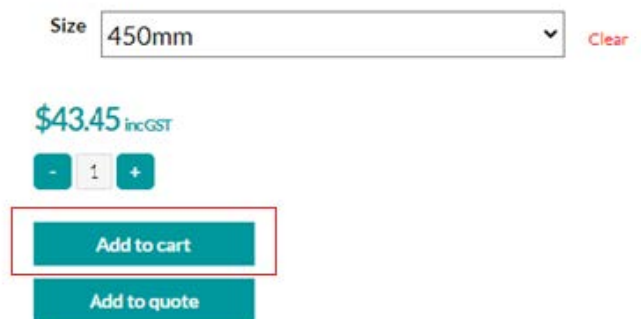 Size 450mm Clear
$43.45 incGST
- 1 +
Add to cart
Add to quote